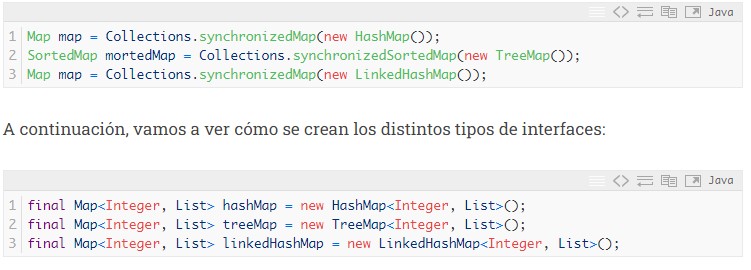 Java
1 Map map = Collections.synchronizedMap(new HashMap());
2 SortedMap mortedMap = Collections.synchronizedSortedMap(new TreeMap());
3 Map map = Collections.synchronizedMap(new LinkedHashMap());
A continuación, vamos a ver cómo se crean los distintos tipos de interfaces:
Java
1 final Map<Integer, List> hashMap = new HashMap<Integer, List>();
2 final Map<Integer, List> treeMap = new TreeMap<Integer, List>();
3 final Map<Integer, List> linkedHashMap = new LinkedHashMap<Integer, List>();